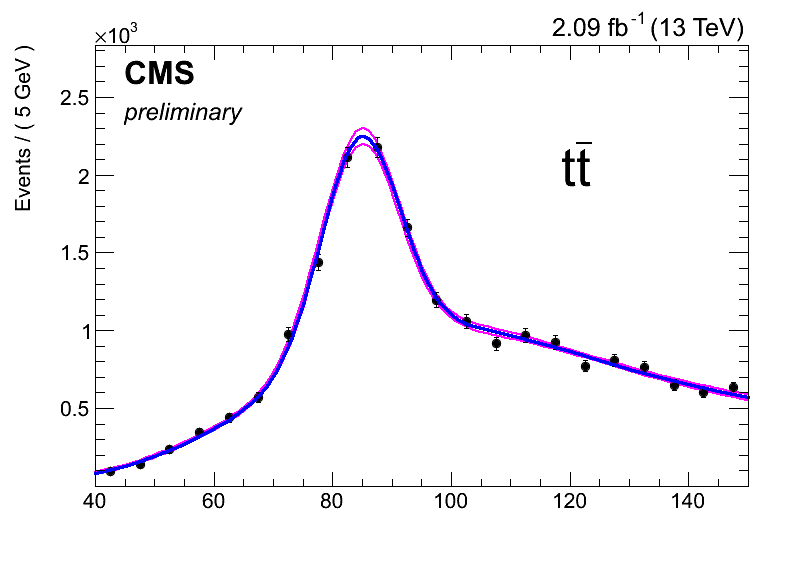 ×10³
2.09 fb⁻¹ (13 TeV)
CMS
preliminary
tt̄
Events / ( 5 GeV )
2.5
2
1.5
1
0.5
40 60 80 100 120 140